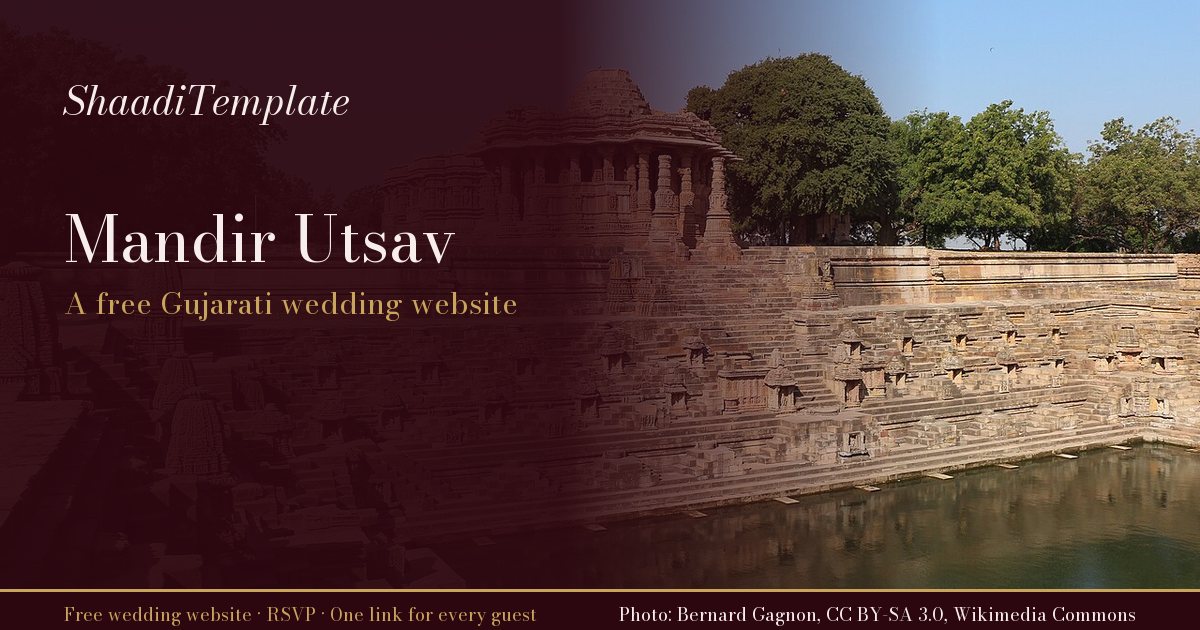 ShaadiTemplate
Mandir Utsav
A free Gujarati wedding website
Free wedding website · RSVP · One link for every guest
Photo: Bernard Gagnon, CC BY-SA 3.0, Wikimedia Commons